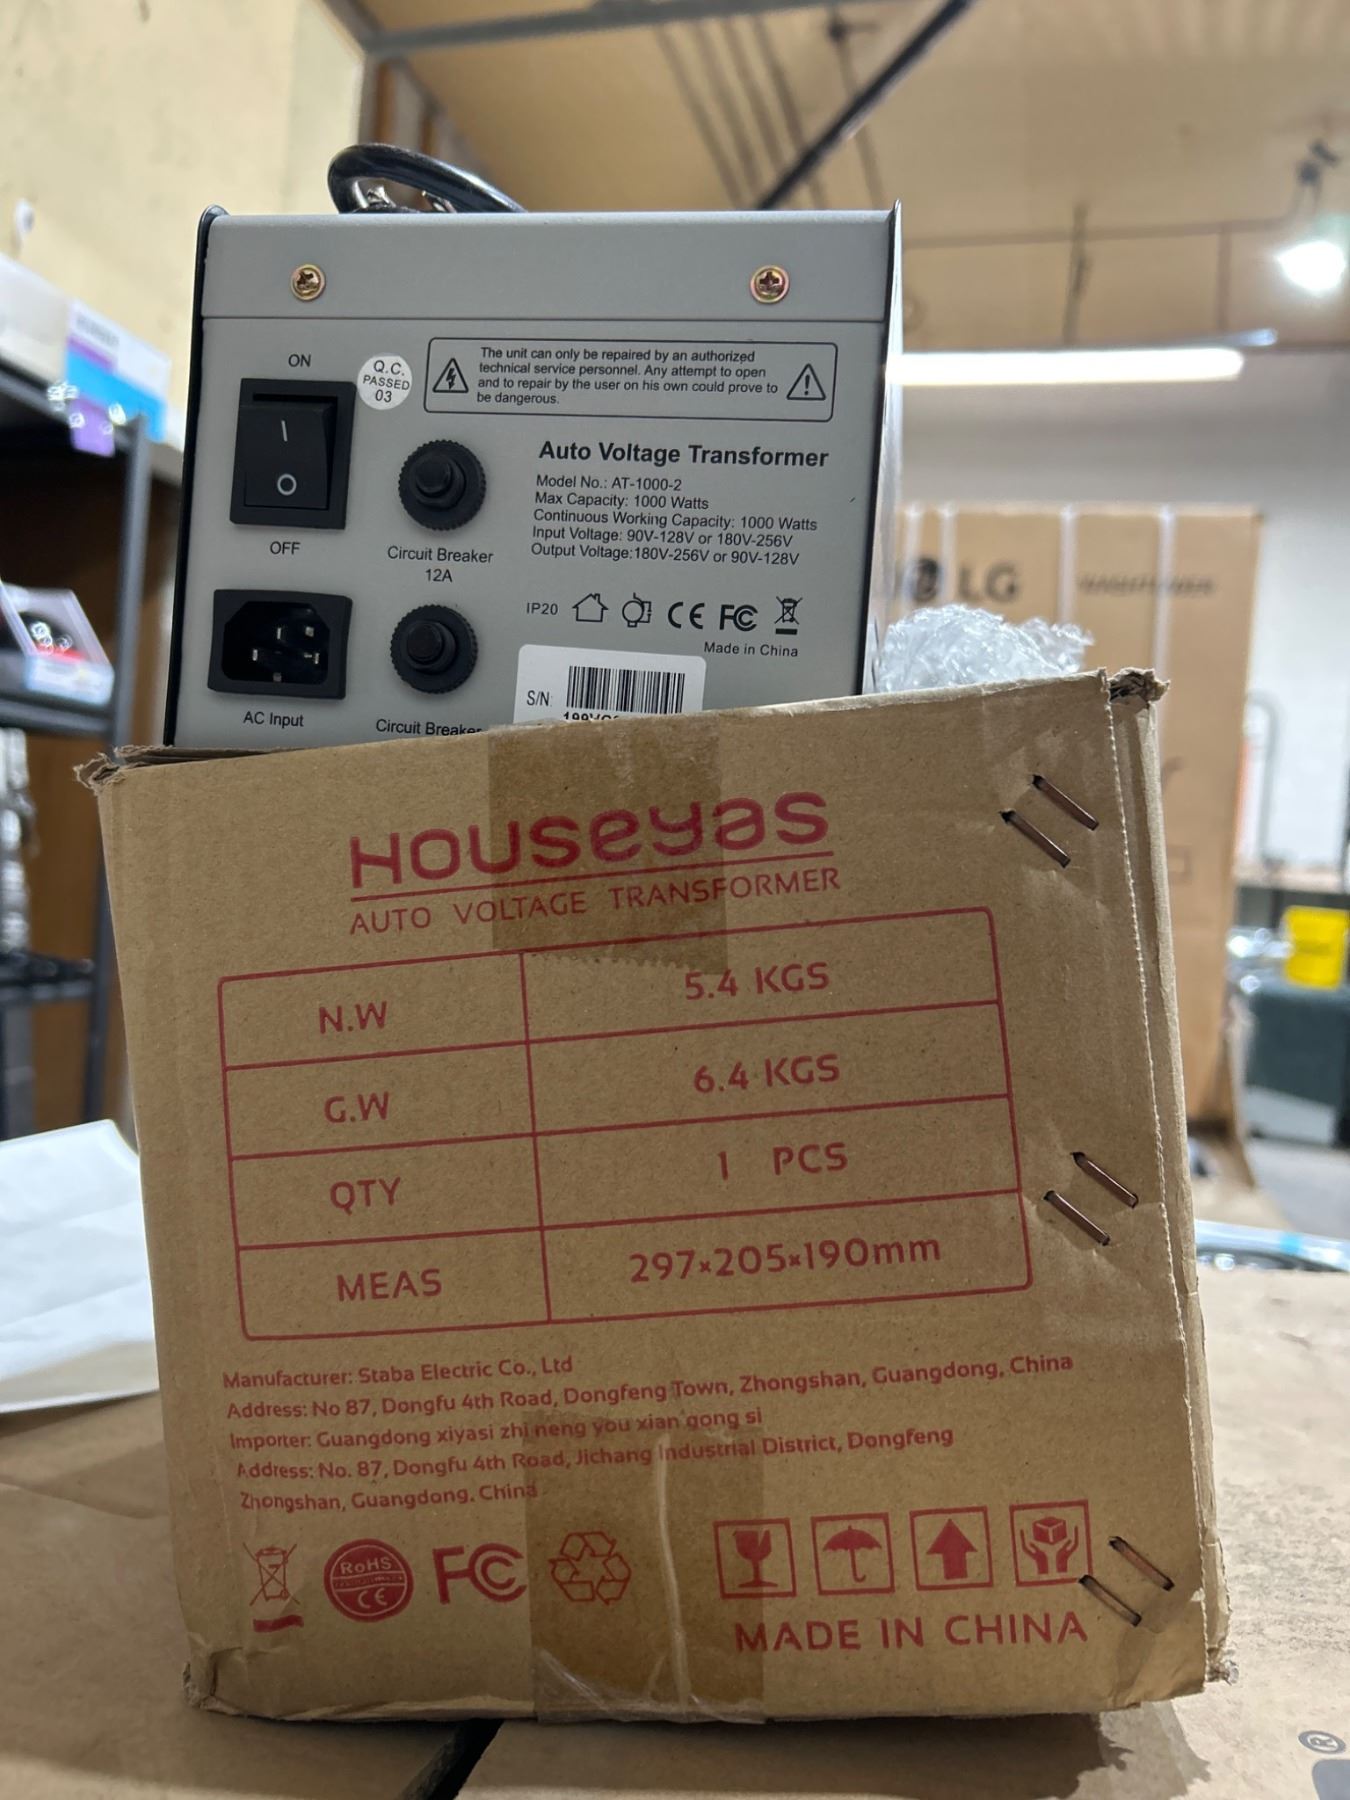 ON
Q.C.
PASSED
03
The unit can only be repaired by an authorized
technical service personnel. Any attempt to open
and to repair by the user on his own could prove to
be dangerous.
I
O
OFF
Circuit Breaker
12A
Auto Voltage Transformer
Model No.: AT-1000-2
Max Capacity: 1000 Watts
Continuous Working Capacity: 1000 Watts
Input Voltage: 90V-128V or 180V-256V
Output Voltage:180V-256V or 90V-128V
IP20 CE FC
Made in China
AC Input
Circuit Breaker
S/N:
LG
HOUSEYAS
AUTO VOLTAGE TRANSFORMER
N.W 5.4 KGS
G.W 6.4 KGS
QTY 1 PCS
MEAS 297×205×190mm
Manufacturer: Staba Electric Co., Ltd
Address: No 87, Dongfu 4th Road, Dongfeng Town, Zhongshan, Guangdong, China
Importer: Guangdong xiyasi zhi neng you xian gong si
Address: No. 87, Dongfu 4th Road, Jichang Industrial District, Dongfeng
Zhongshan, Guangdong. China
RoHS
CE
FC
MADE IN CHINA
®